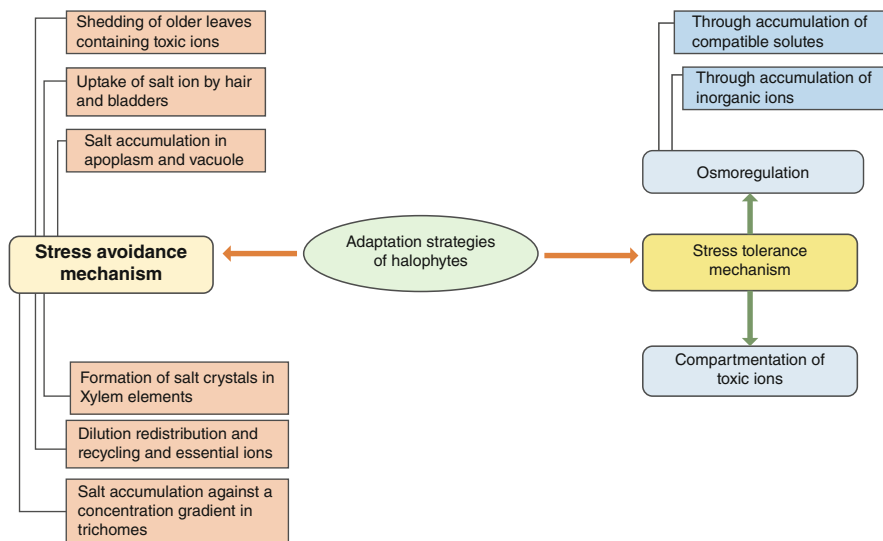 Shedding of older leaves
containing toxic ions
Uptake of salt ion by hair
and bladders
Salt accumulation in
apoplasm and vacuole
Stress avoidance
mechanism
Formation of salt crystals in
Xylem elements
Dilution redistribution and
recycling and essential ions
Salt accumulation against a
concentration gradient in
trichomes
Adaptation strategies
of halophytes
Through accumulation of
compatible solutes
Through accumulation of
inorganic ions
Osmoregulation
Stress tolerance
mechanism
Compartmentation of
toxic ions